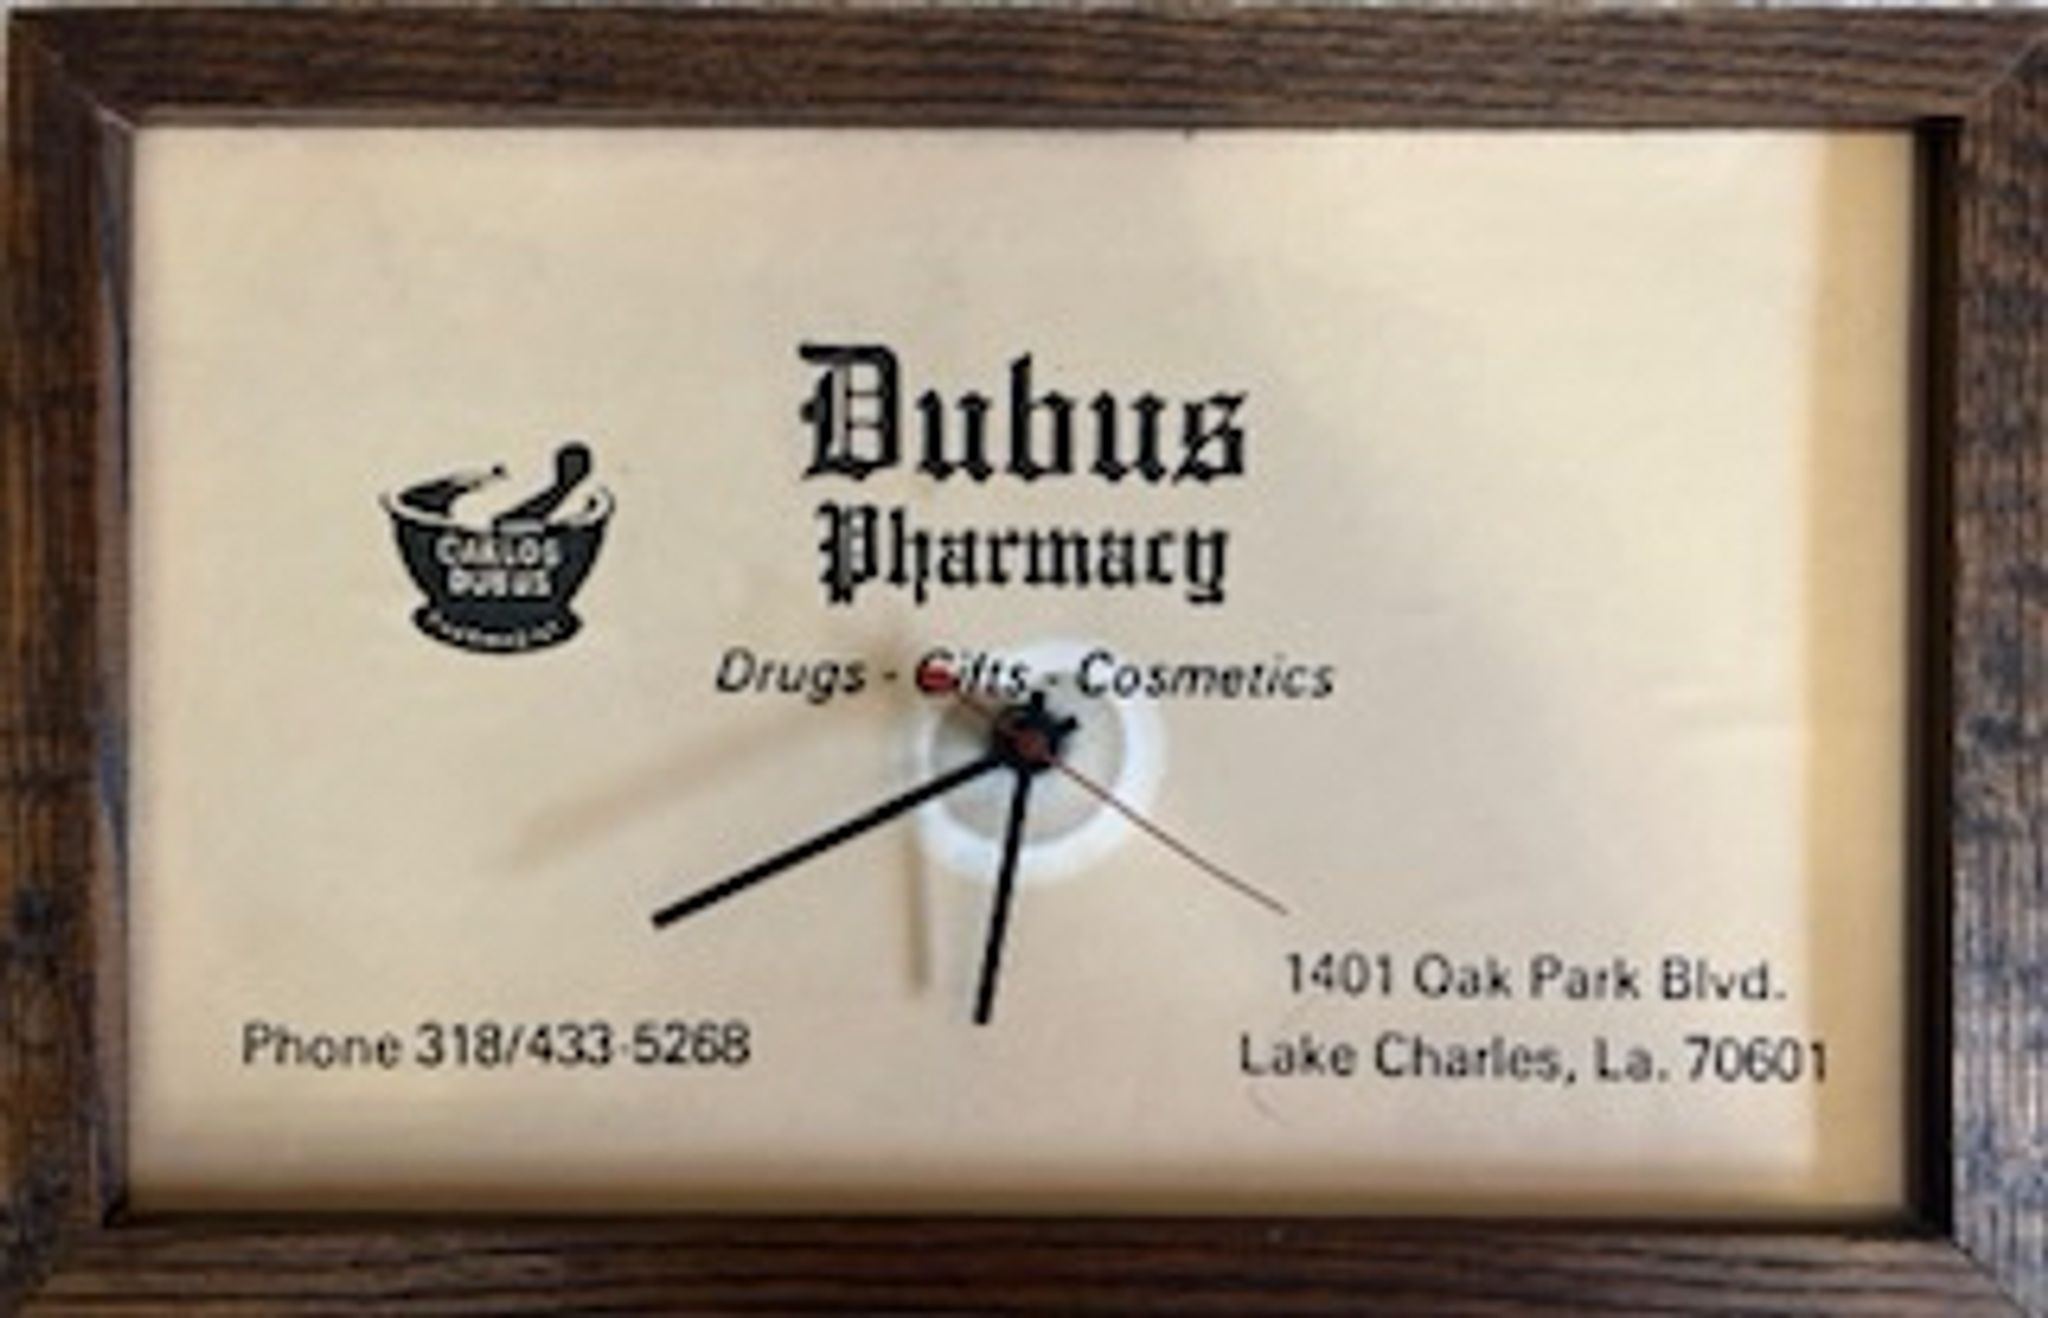 Dubus
Pharmacy
CARLOS
DUBUS
Drugs - Gifts - Cosmetics
1401 Oak Park Blvd.
Phone 318/433-5268
Lake Charles, La. 70601